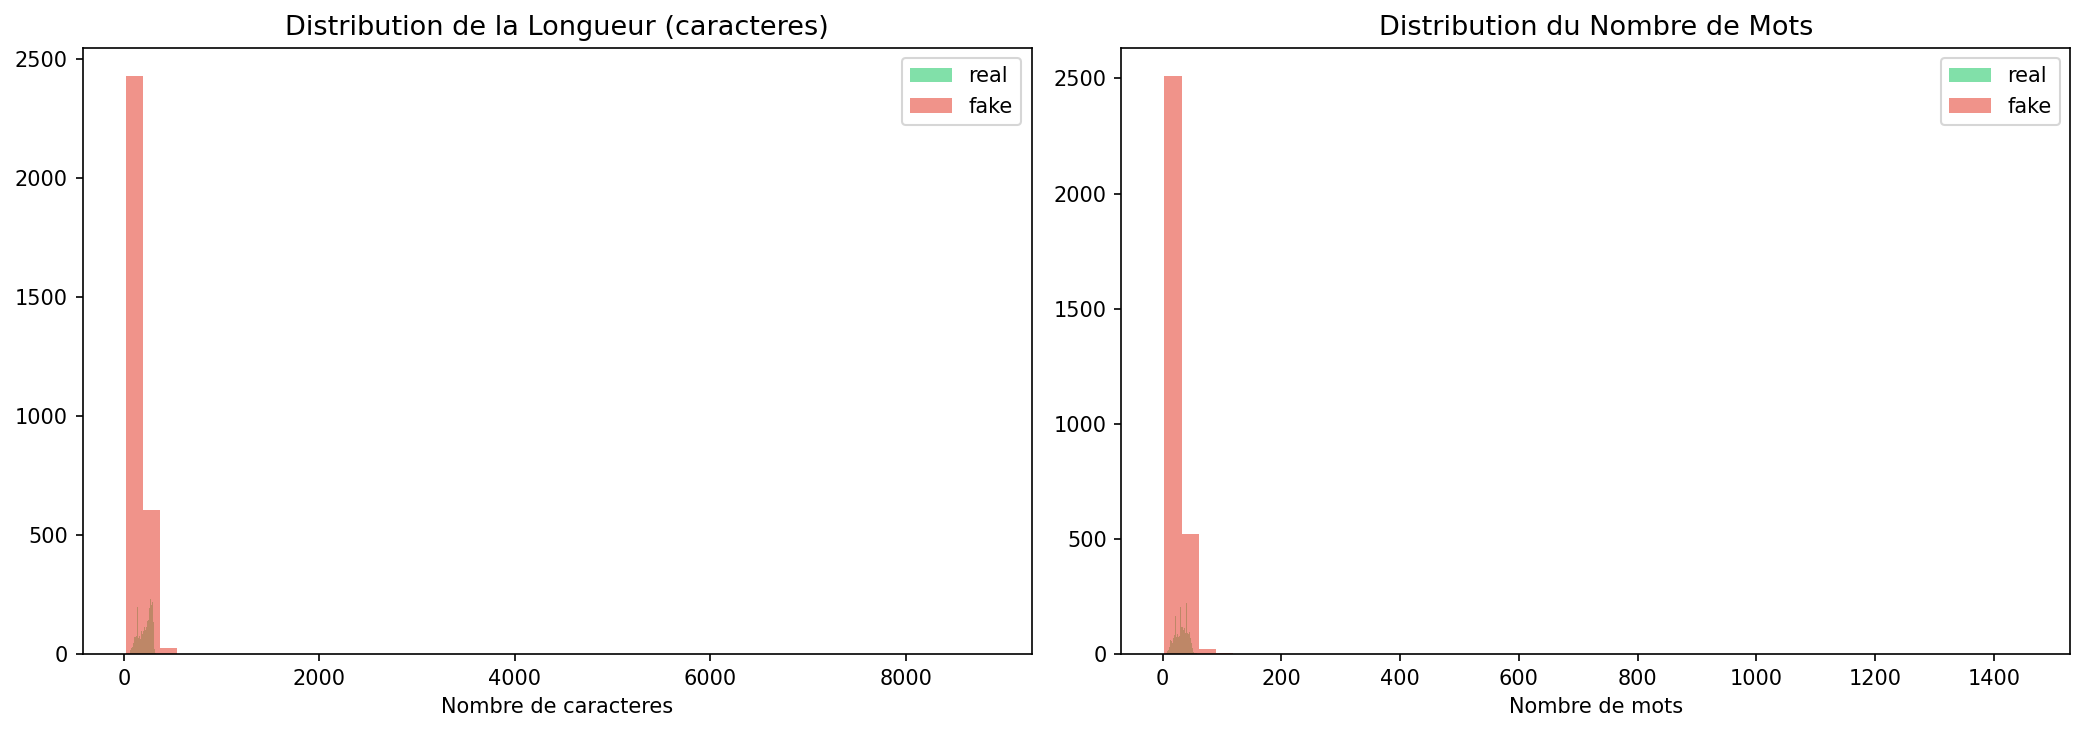 Distribution de la Longueur (caracteres)
2500
2000
1500
1000
500
0
0 2000 4000 6000 8000
Nombre de caracteres
real
fake
Distribution du Nombre de Mots
2500
2000
1500
1000
500
0
0 200 400 600 800 1000 1200 1400
Nombre de mots
real
fake